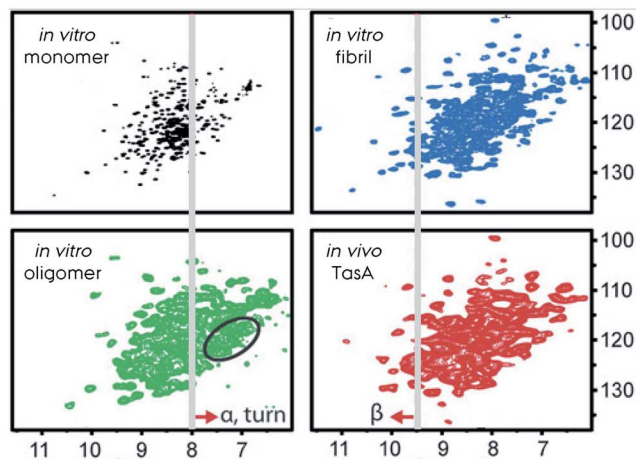 in vitro
monomer
in vitro
fibril
100
110
120
130
in vitro
oligomer
α, turn
in vivo
TasA
β
100
110
120
130
11 10 9 8 7
11 10 9 8 7